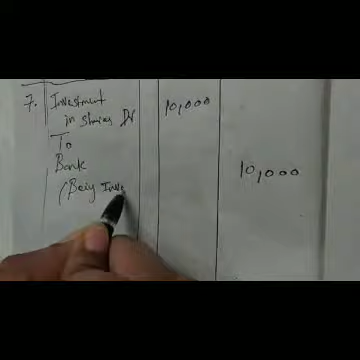 7. Investment 10,000
in shares Dr
To
Bank 10,000
(Being Inve